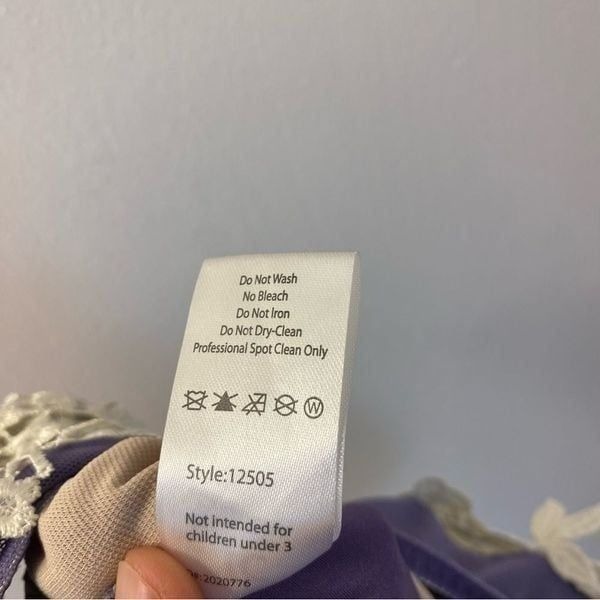 Do Not Wash
No Bleach
Do Not Iron
Do Not Dry-Clean
Professional Spot Clean Only
W
Style:12505
Not intended for
children under 3
2020776